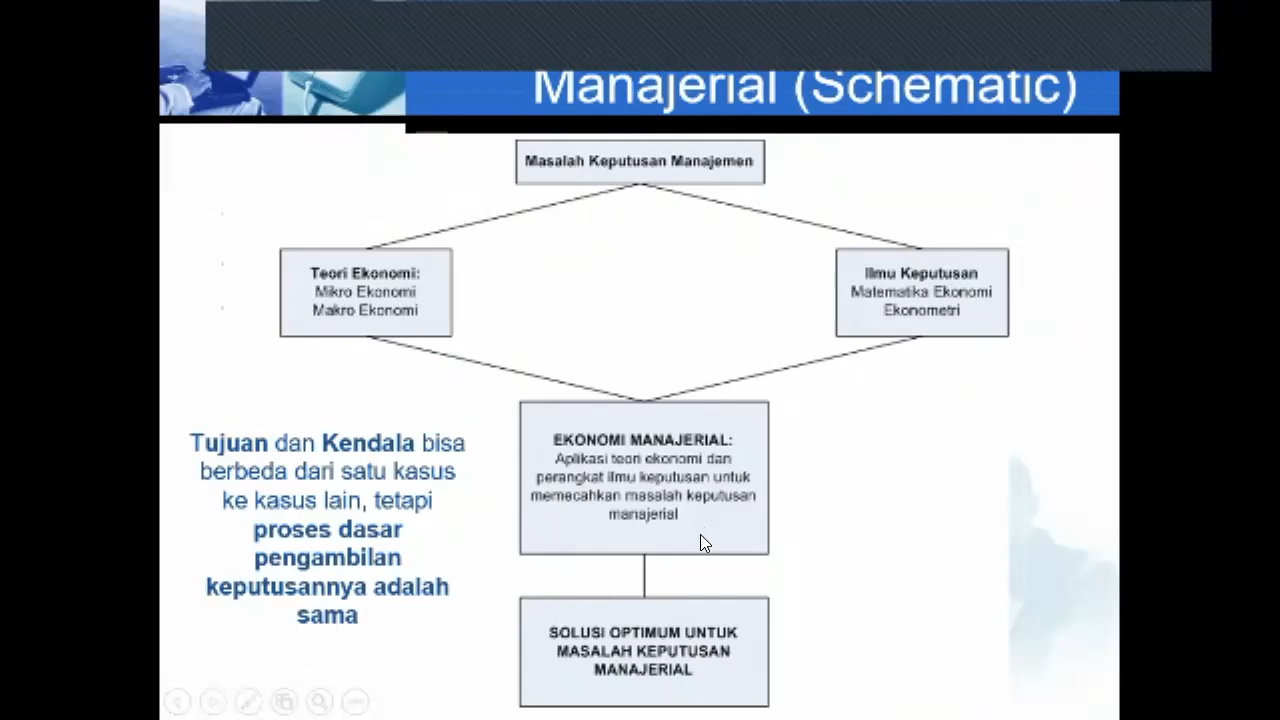 Manajerial (Schematic)
Masalah Keputusan Manajemen
Teori Ekonomi:
Mikro Ekonomi
Makro Ekonomi
Ilmu Keputusan
Matematika Ekonomi
Ekonometri
EKONOMI MANAJERIAL:
Aplikasi teori ekonomi dan
perangkat ilmu keputusan untuk
memecahkan masalah keputusan
manajerial
Tujuan dan Kendala bisa
berbeda dari satu kasus
ke kasus lain, tetapi
proses dasar
pengambilan
keputusannya adalah
sama
SOLUSI OPTIMUM UNTUK
MASALAH KEPUTUSAN
MANAJERIAL